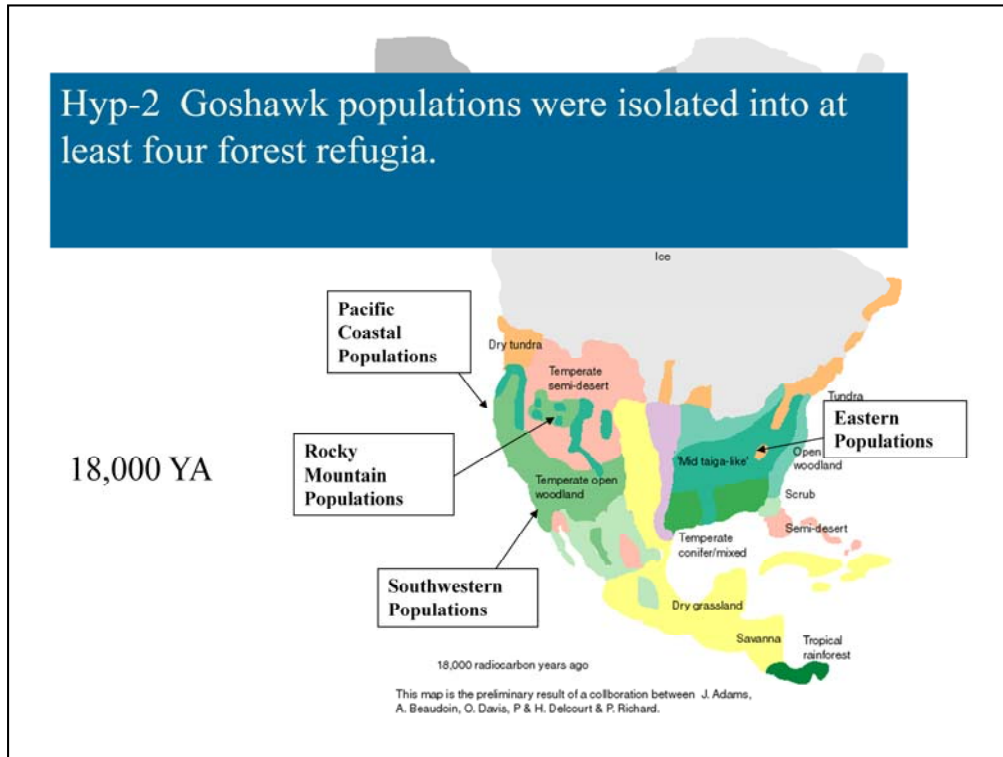 Hyp-2 Goshawk populations were isolated into at
least four forest refugia.
Ice
Pacific
Coastal
Populations
Dry tundra
Temperate
semi-desert
Tundra
Eastern
Populations
Rocky
Mountain
Populations
18,000 YA
'Mid taiga-like'
Open
woodland
Temperate open
woodland
Scrub
Semi-desert
Temperate
conifer/mixed
Southwestern
Populations
Dry grassland
Savanna
Tropical
rainforest
18,000 radiocarbon years ago
This map is the preliminary result of a collboration between J. Adams,
A. Beaudoin, O. Davis, P & H. Delcourt & P. Richard.